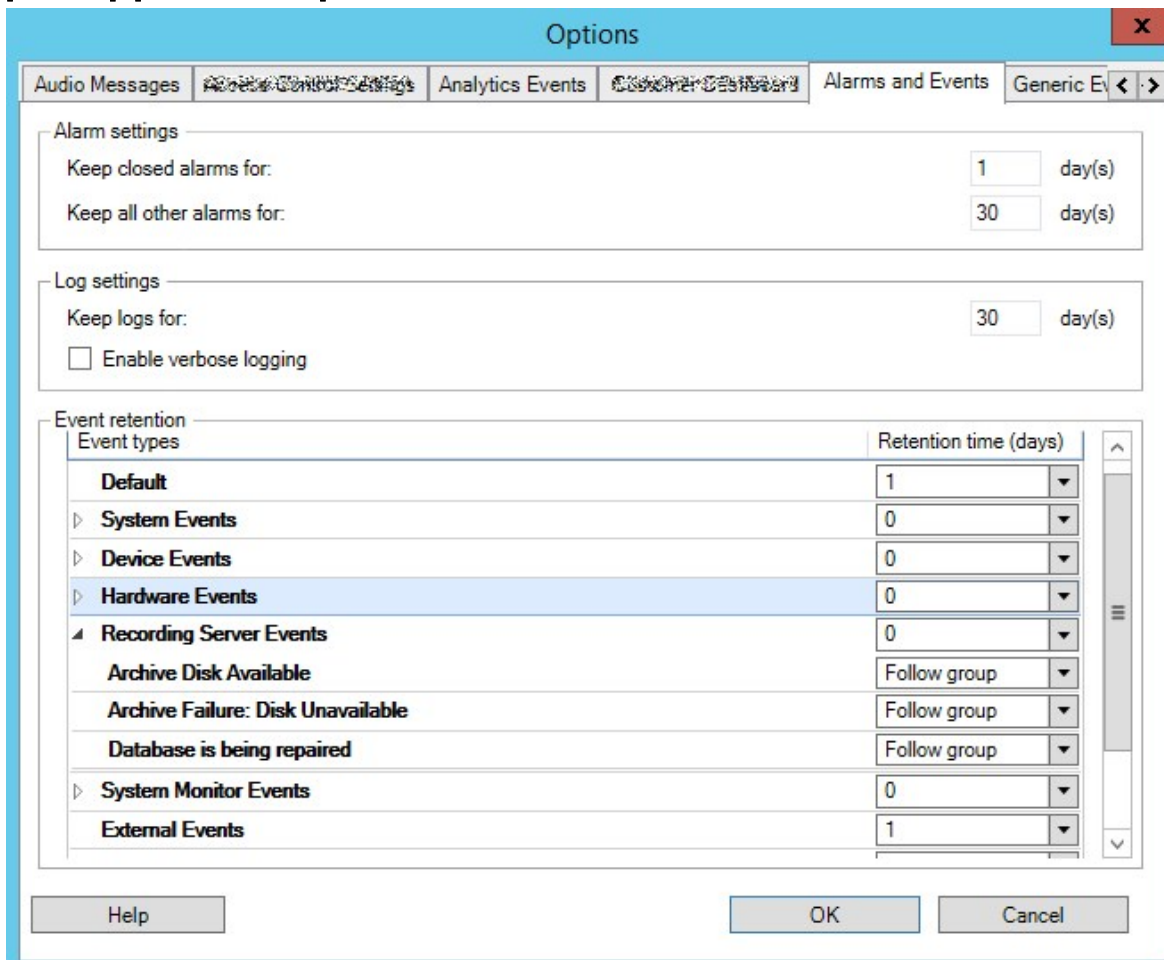 Options
x
Audio Messages
Analytics Events
Alarms and Events
Generic Ev
Alarm settings
Keep closed alarms for: 1 day(s)
Keep all other alarms for: 30 day(s)
Log settings
Keep logs for: 30 day(s)
Enable verbose logging
Event retention
Event types Retention time (days)
Default 1
System Events 0
Device Events 0
Hardware Events 0
Recording Server Events 0
Archive Disk Available Follow group
Archive Failure: Disk Unavailable Follow group
Database is being repaired Follow group
System Monitor Events 0
External Events 1
Help OK Cancel